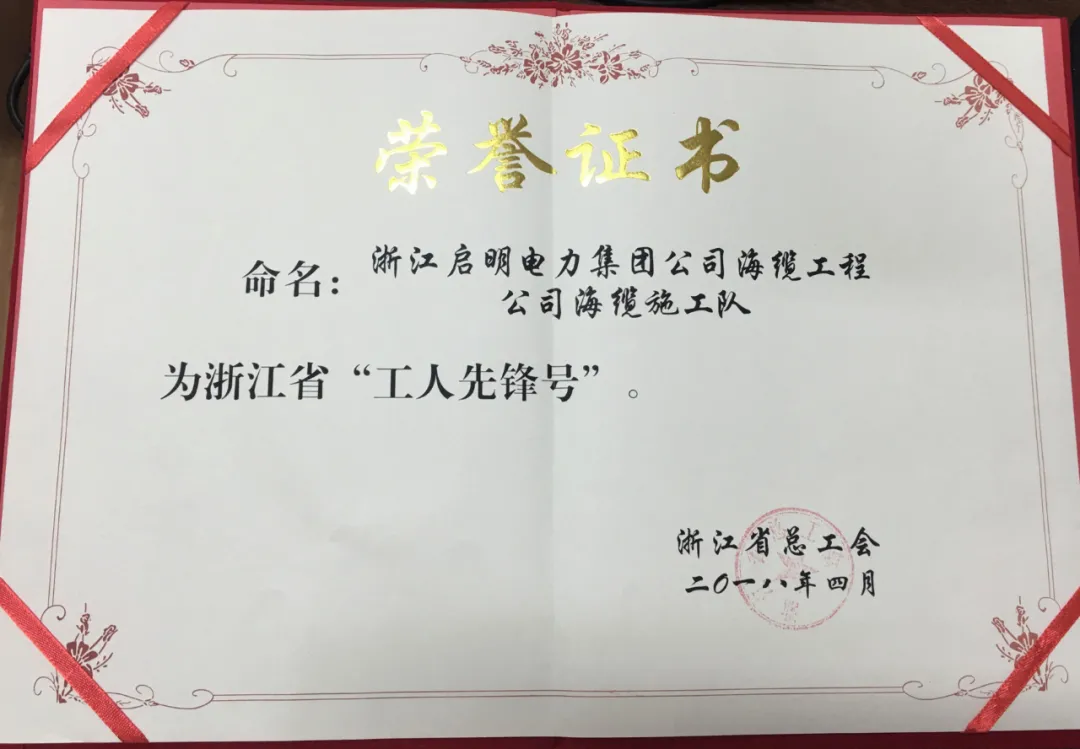 荣誉证书
命名：浙江启明电力集团公司海缆工程
公司海缆施工队
为浙江省“工人先锋号”。
浙江省总工会
二〇一八年四月